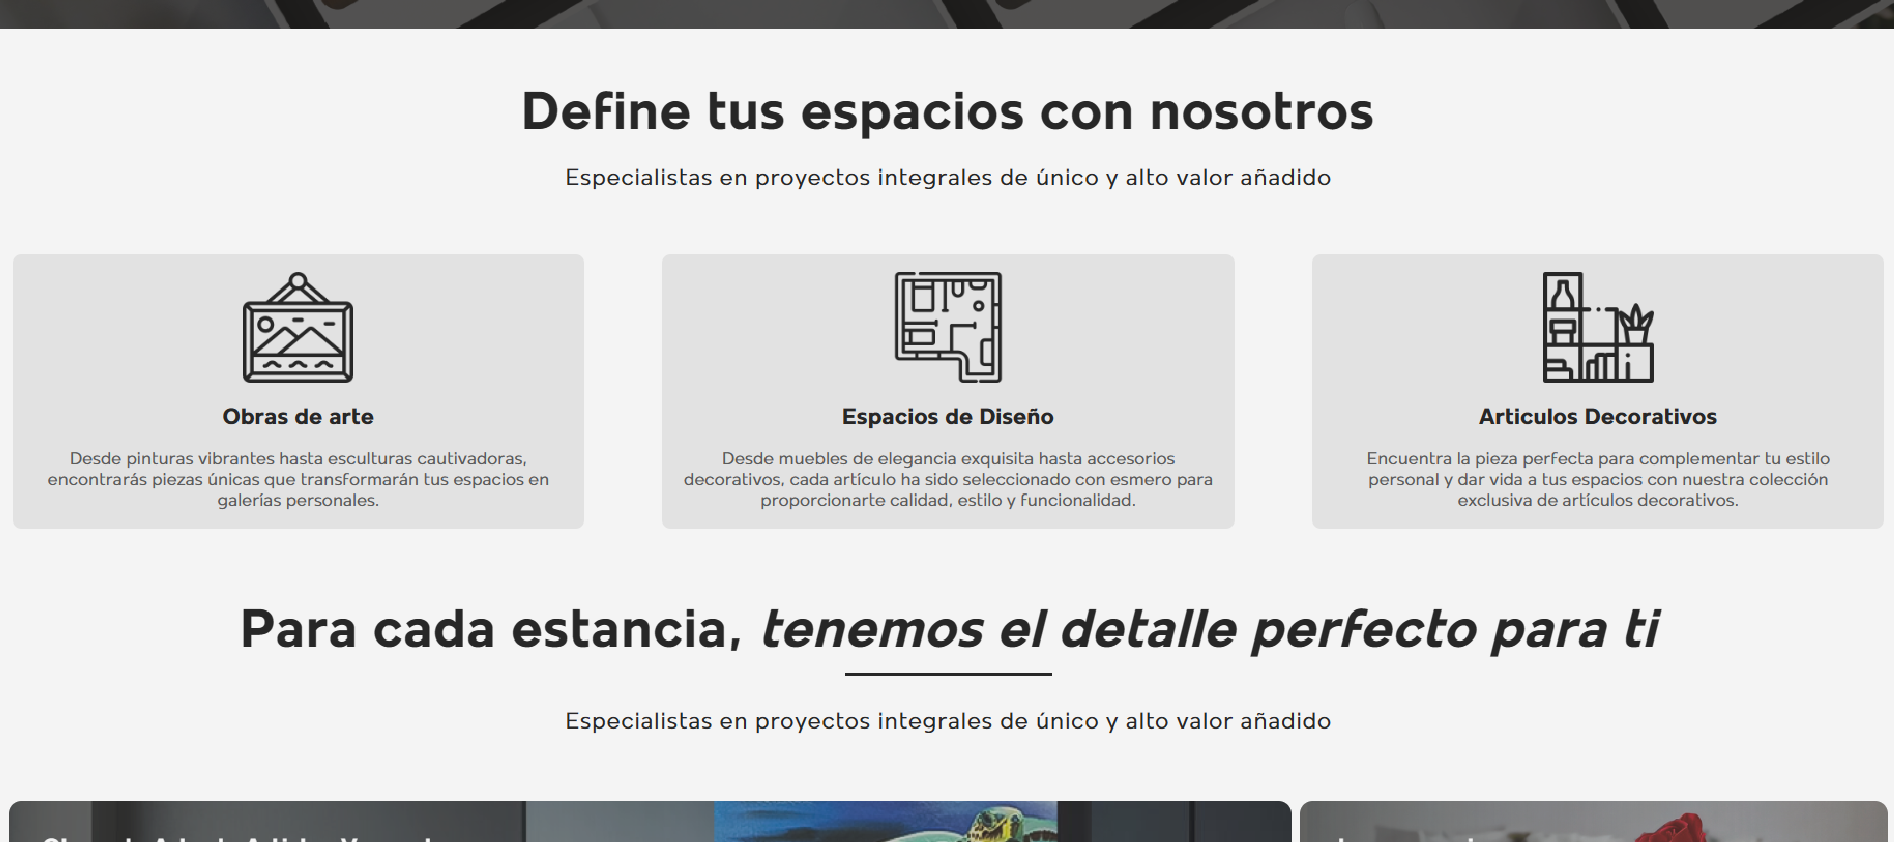 Define tus espacios con nosotros
Especialistas en proyectos integrales de único y alto valor añadido
Obras de arte
Desde pinturas vibrantes hasta esculturas cautivadoras,
encontrarás piezas únicas que transformarán tus espacios en
galerías personales.
Espacios de Diseño
Desde muebles de elegancia exquisita hasta accesorios
decorativos, cada artículo ha sido seleccionado con esmero para
proporcionarte calidad, estilo y funcionalidad.
Articulos Decorativos
Encuentra la pieza perfecta para complementar tu estilo
personal y dar vida a tus espacios con nuestra colección
exclusiva de artículos decorativos.
Para cada estancia, tenemos el detalle perfecto para ti
Especialistas en proyectos integrales de único y alto valor añadido